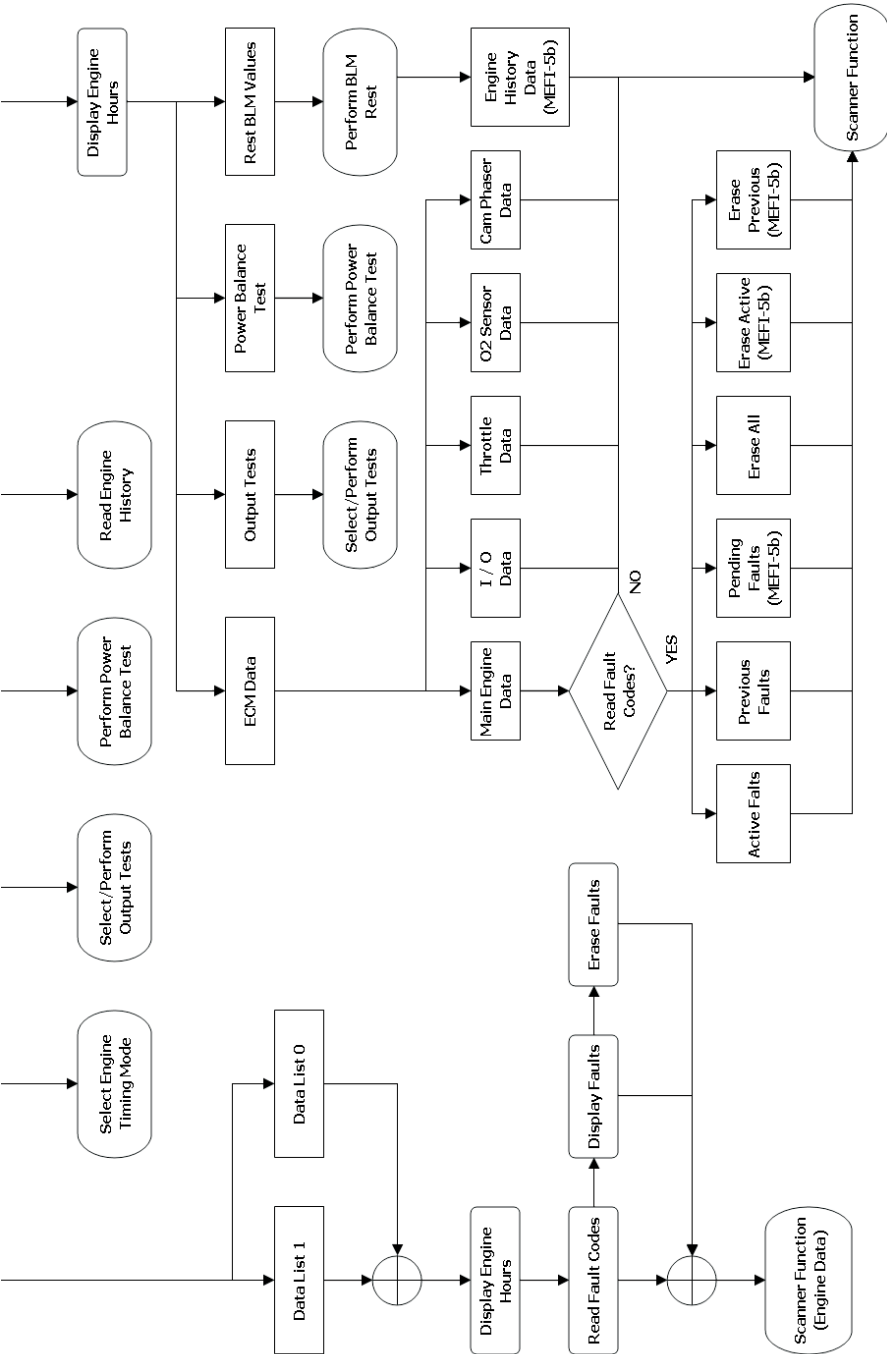 Select Engine
Timing Mode
Select/Perform
Output Tests
Perform Power
Balance Test
Read Engine
History
Display Engine
Hours
ECM Data
Output Tests
Power Balance
Test
Rest BLM Values
Data List 1
Data List 0
Select/Perform
Output Tests
Perform Power
Balance Test
Perform BLM
Rest
Display Engine
Hours
Main Engine
Data
I / O
Data
Throttle
Data
O2 Sensor
Data
Cam Phaser
Data
Engine
History
Data
(MEFI-5b)
Read Fault Codes
Display Faults
Erase Faults
Read Fault
Codes?
NO
YES
Active Falts
Previous
Faults
Pending
Faults
(MEFI-5b)
Erase All
Erase Active
(MEFI-5b)
Erase
Previous
(MEFI-5b)
Scanner Function
(Engine Data)
Scanner Function